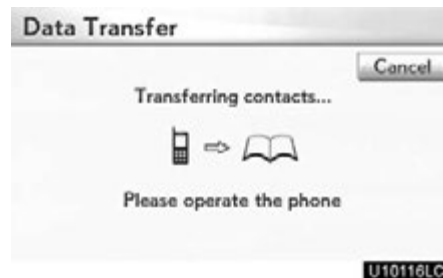 Data Transfer
Cancel
Transferring contacts...
Please operate the phone
U10116LC